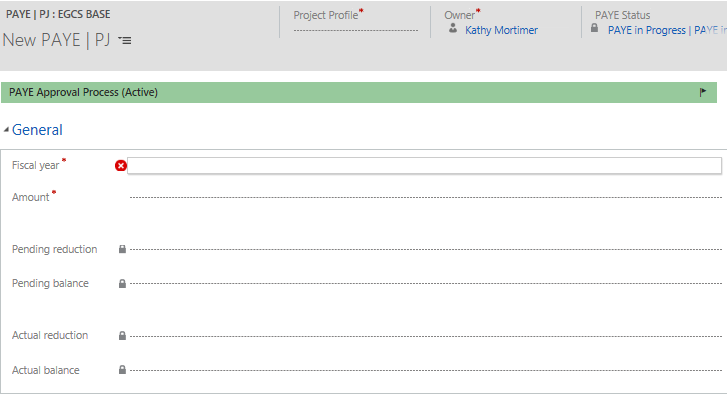 PAYE | PJ : EGCS BASE
New PAYE | PJ
Project Profile*
Owner*
Kathy Mortimer
PAYE Status
PAYE in Progress | PAYE in
PAYE Approval Process (Active)
General
Fiscal year *
Amount *
Pending reduction
Pending balance
Actual reduction
Actual balance